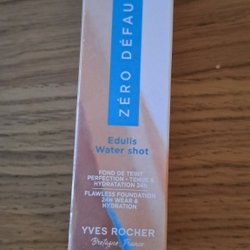 ZÉRO DÉFAU
Edulis
Water shot
FOND DE TEINT
PERFECTION - TENUE &
HYDRATATION 24H
FLAWLESS FOUNDATION
24H WEAR &
HYDRATION
YVES ROCHER
Bretagne France